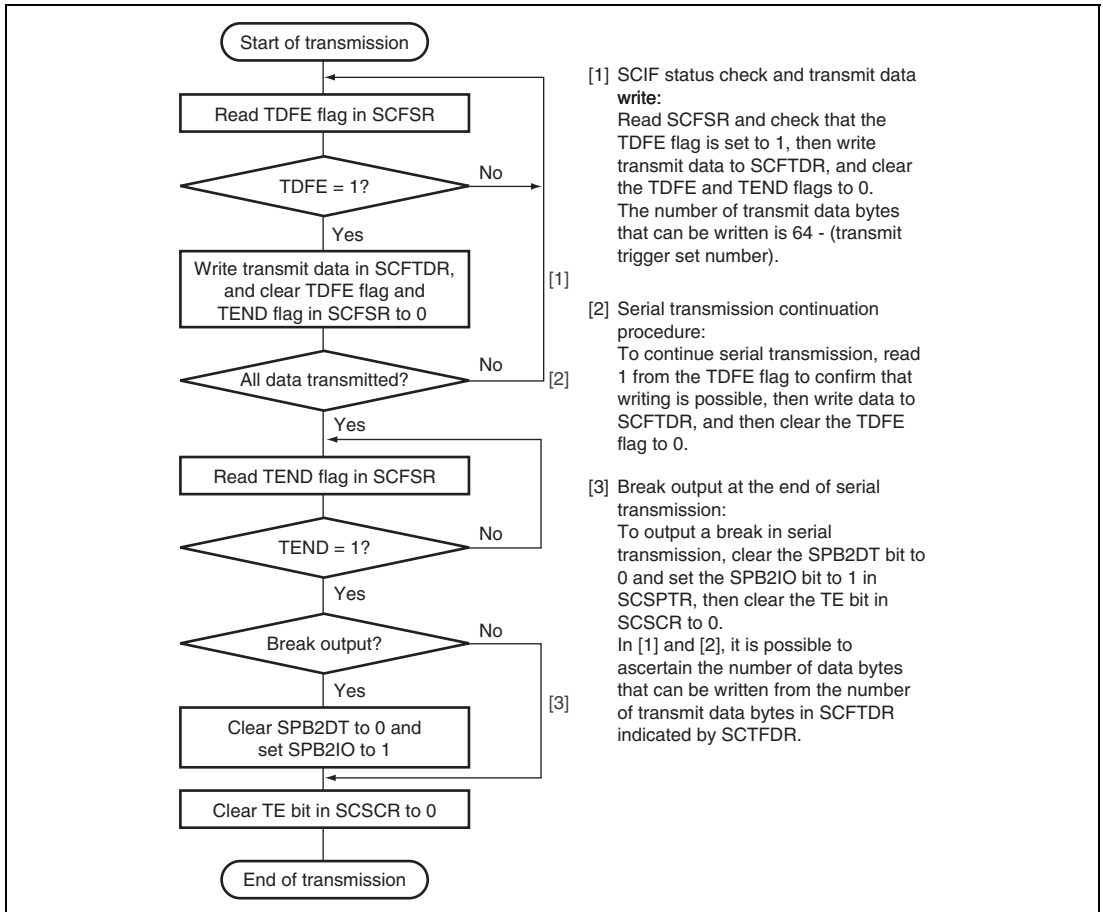 Start of transmission
Read TDFE flag in SCFSR
TDFE = 1?
No
Yes
Write transmit data in SCFTDR,
and clear TDFE flag and
TEND flag in SCFSR to 0
[1]
All data transmitted?
No
[2]
Yes
Read TEND flag in SCFSR
TEND = 1?
No
Yes
Break output?
No
Yes
[3]
Clear SPB2DT to 0 and
set SPB2IO to 1
Clear TE bit in SCSCR to 0
End of transmission
[1] SCIF status check and transmit data
write:
Read SCFSR and check that the
TDFE flag is set to 1, then write
transmit data to SCFTDR, and clear
the TDFE and TEND flags to 0.
The number of transmit data bytes
that can be written is 64 - (transmit
trigger set number).
[2] Serial transmission continuation
procedure:
To continue serial transmission, read
1 from the TDFE flag to confirm that
writing is possible, then write data to
SCFTDR, and then clear the TDFE
flag to 0.
[3] Break output at the end of serial
transmission:
To output a break in serial
transmission, clear the SPB2DT bit to
0 and set the SPB2IO bit to 1 in
SCSPTR, then clear the TE bit in
SCSCR to 0.
In [1] and [2], it is possible to
ascertain the number of data bytes
that can be written from the number
of transmit data bytes in SCFTDR
indicated by SCTFDR.